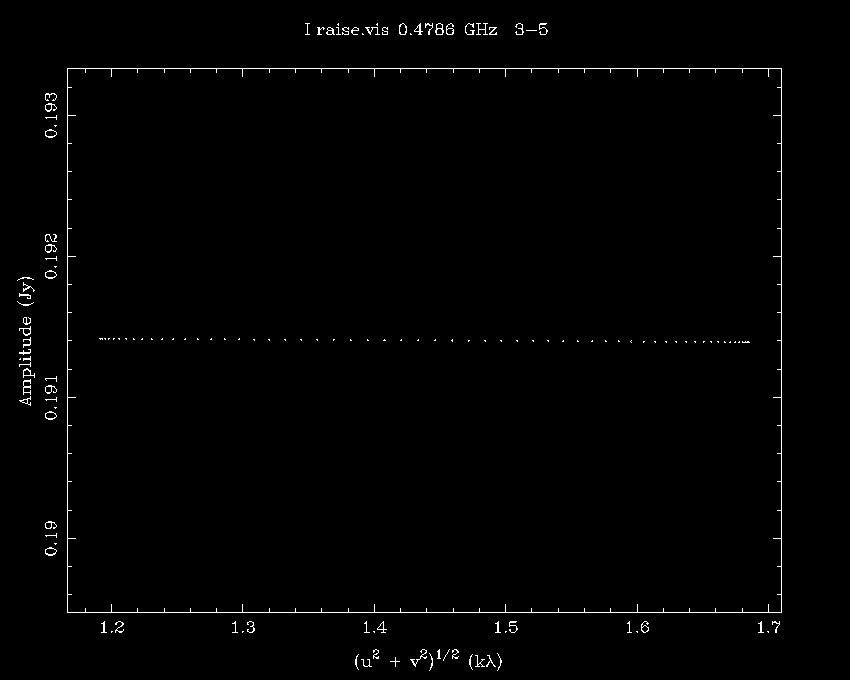 I raise.vis 0.4786 GHz 3−5
0.193
0.192
0.191
0.19
Amplitude (Jy)
1.2 1.3 1.4 1.5 1.6 1.7
(u² + v²)¹/² (kλ)